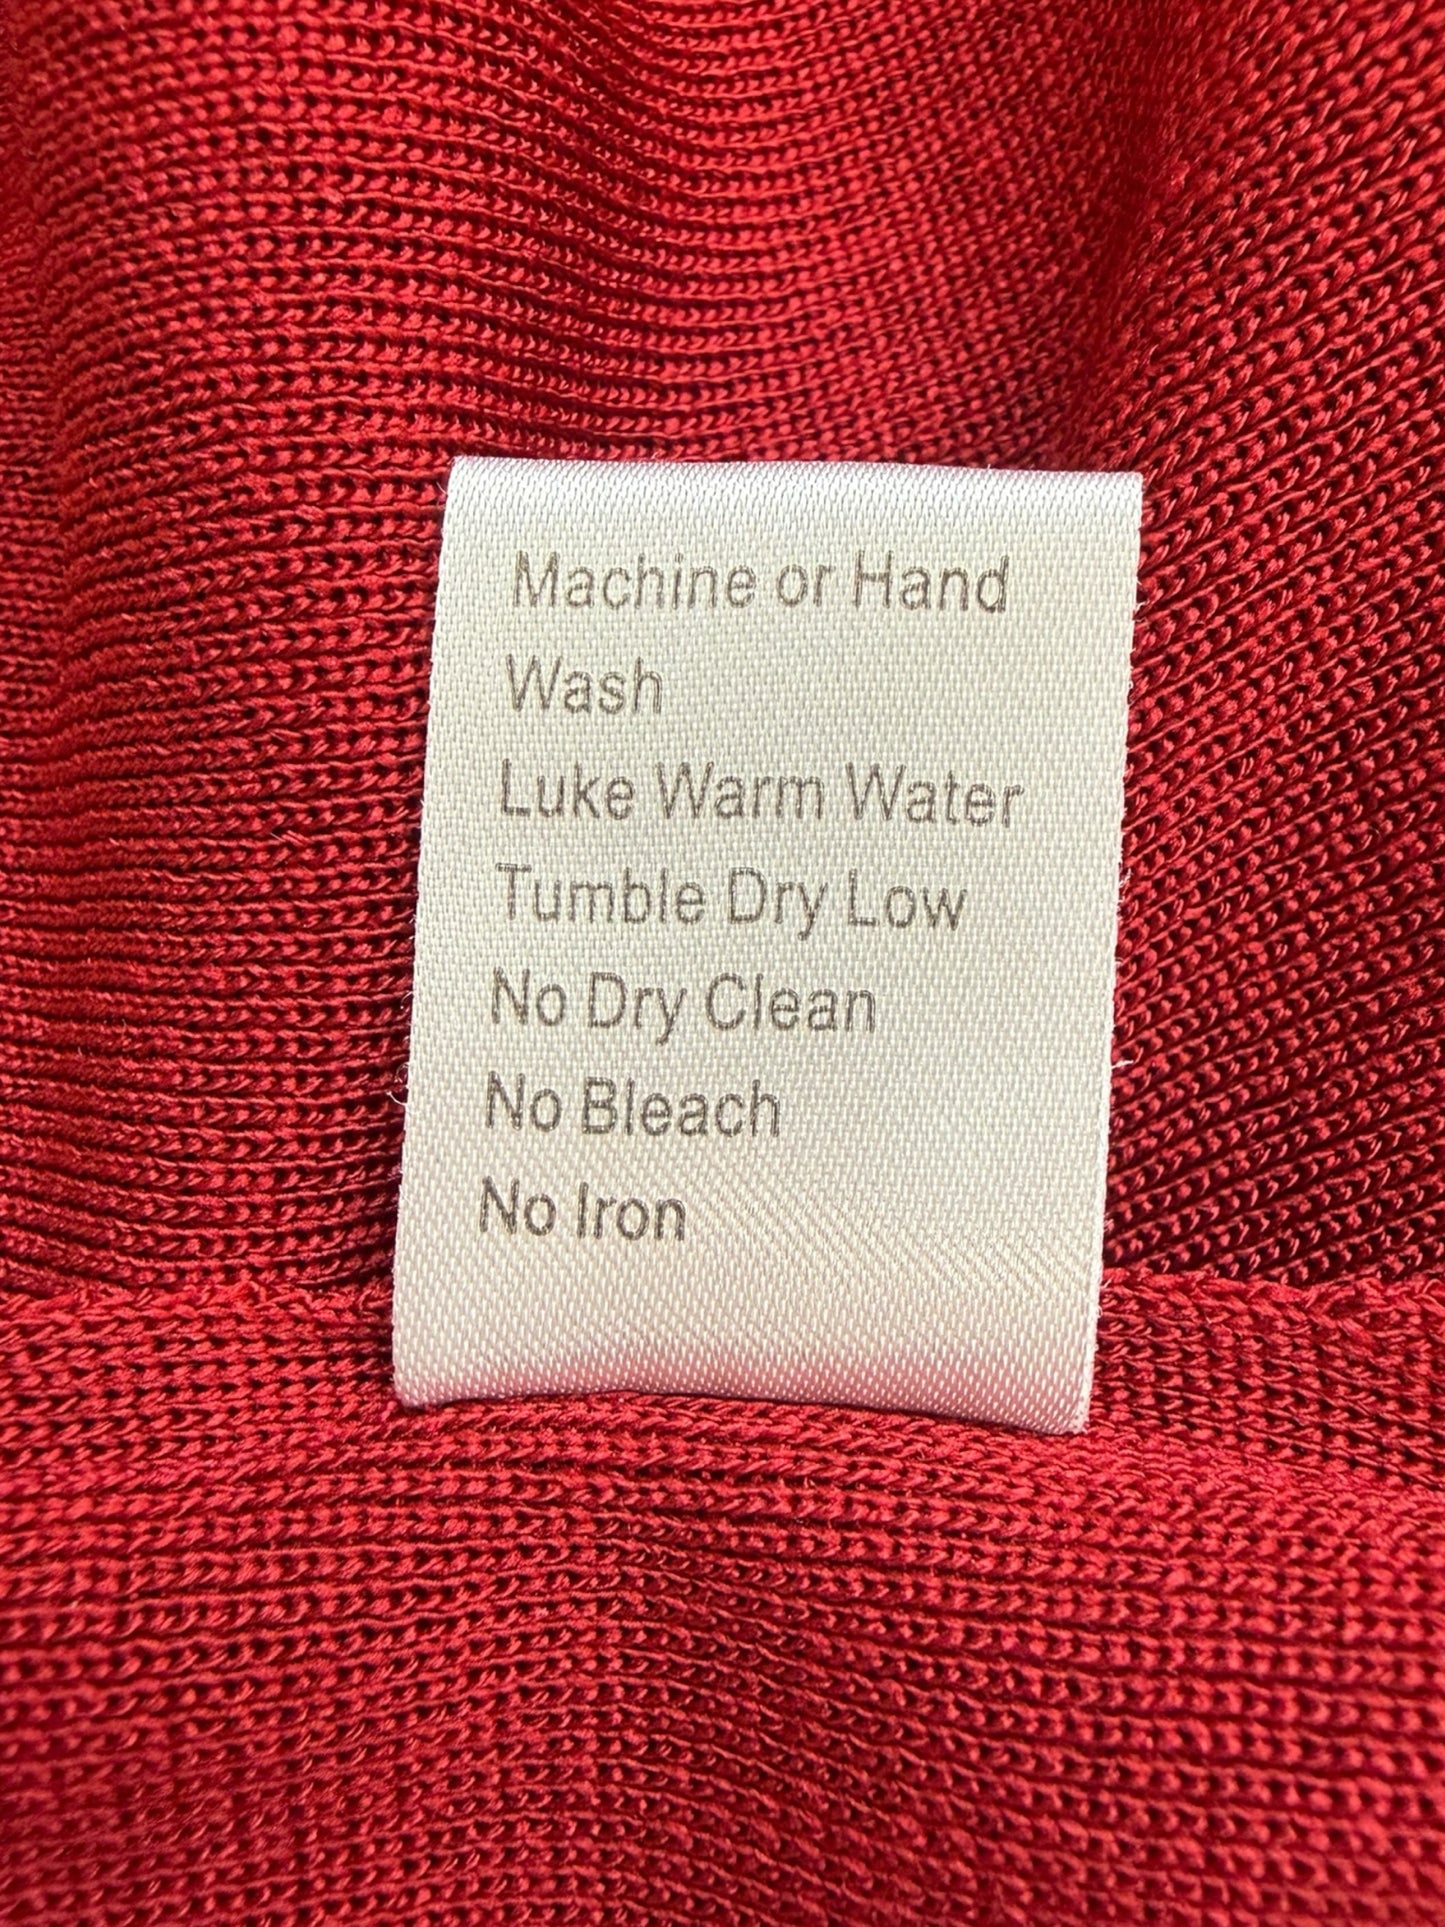 Machine or Hand
Wash
Luke Warm Water
Tumble Dry Low
No Dry Clean
No Bleach
No Iron